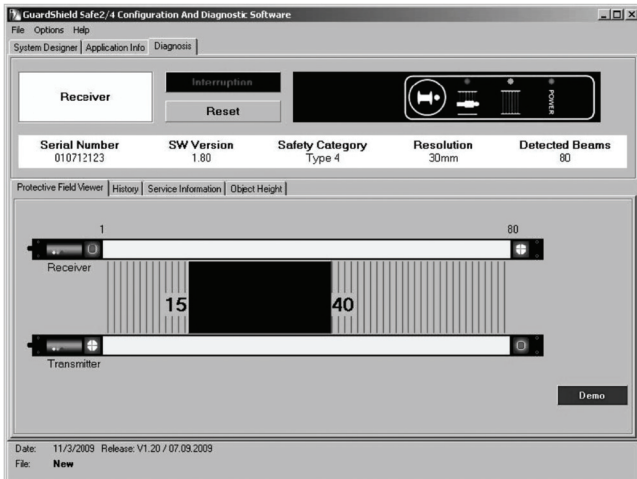 GuardShield Safe2/4 Configuration And Diagnostic Software
File Options Help
System Designer Application Info Diagnosis
Receiver
Interruption
Reset
POWER
Serial Number SW Version Safety Category Resolution Detected Beams
010712123 1.80 Type 4 30mm 80
Protective Field Viewer History Service Information Object Height
1 80
Receiver
15 40
Transmitter
Demo
Date: 11/3/2009 Release: V1.20 / 07.09.2009
File: New